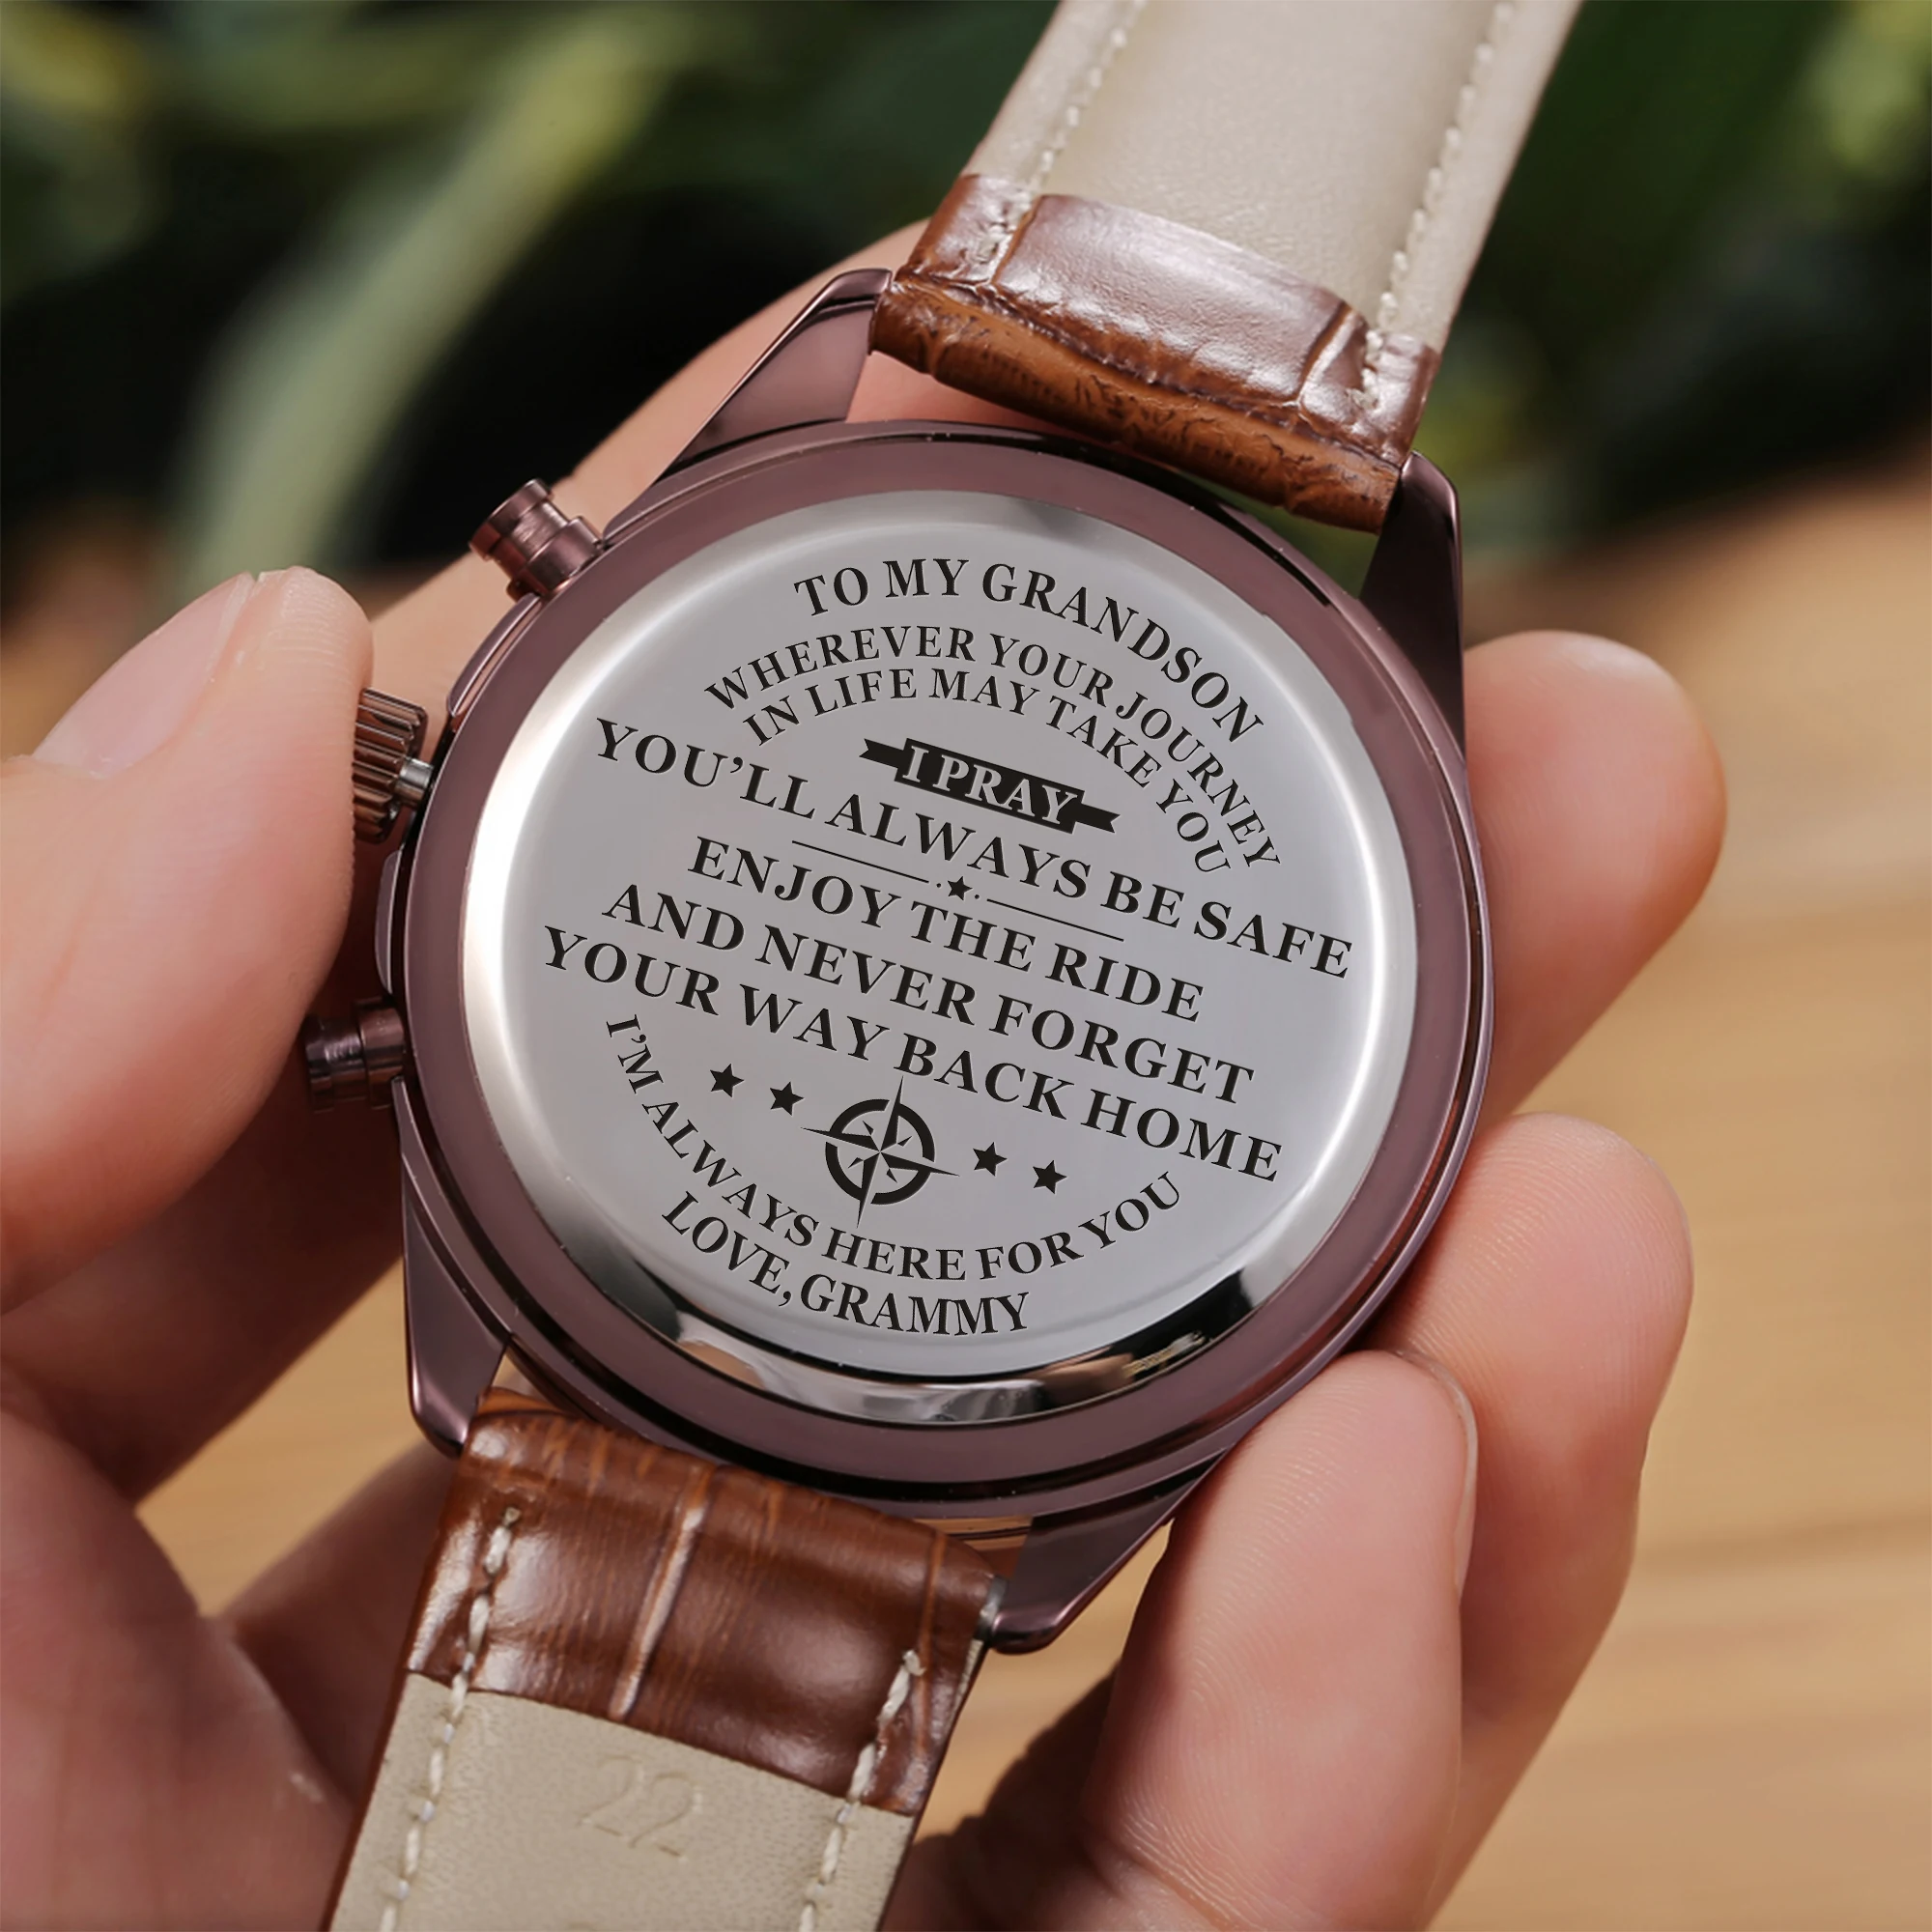 TO MY GRANDSON
WHEREVER YOUR JOURNEY
IN LIFE MAY TAKE YOU
I PRAY
YOU'LL ALWAYS BE SAFE
ENJOY THE RIDE
AND NEVER FORGET
YOUR WAY BACK HOME
I'M ALWAYS HERE FOR YOU
LOVE, GRAMMY
22